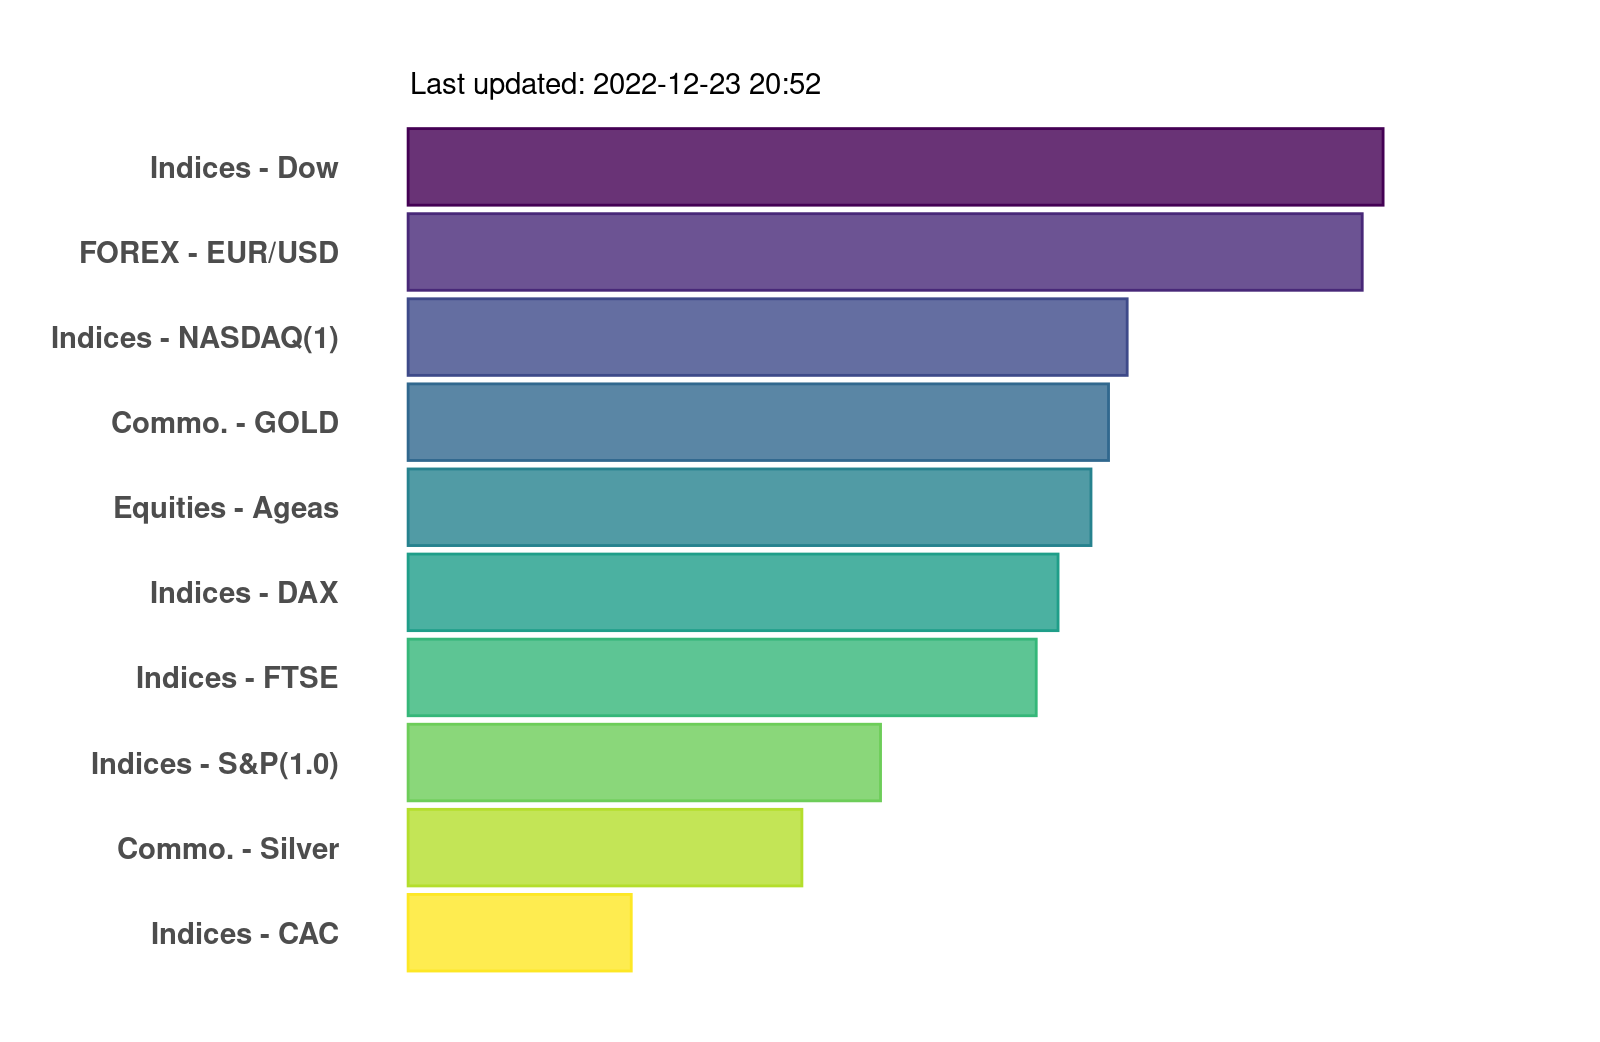 Last updated: 2022-12-23 20:52
Indices - Dow
FOREX - EUR/USD
Indices - NASDAQ(1)
Commo. - GOLD
Equities - Ageas
Indices - DAX
Indices - FTSE
Indices - S&P(1.0)
Commo. - Silver
Indices - CAC